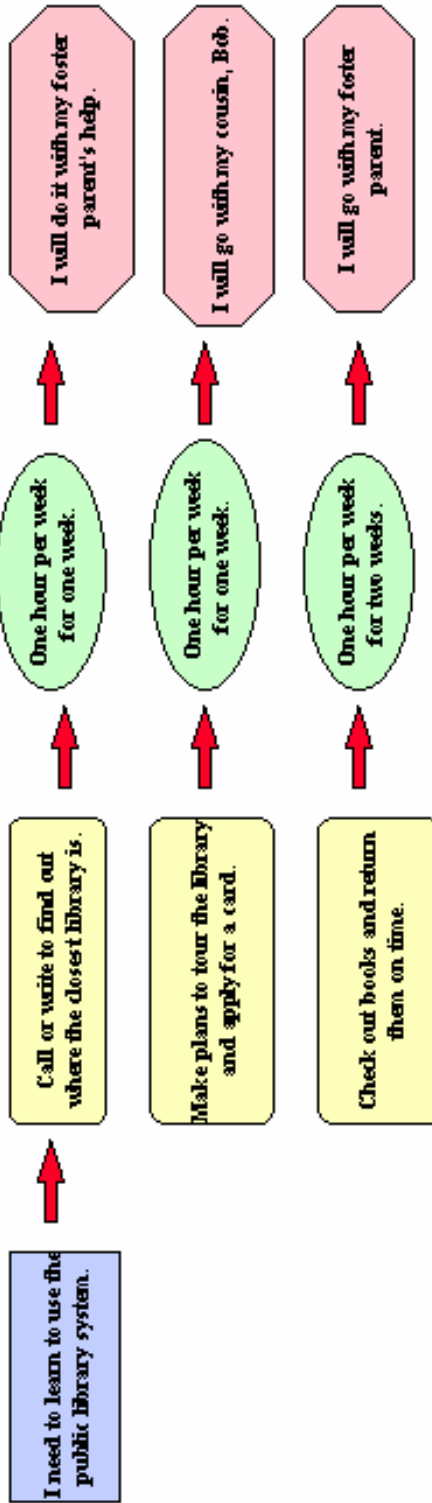 I need to learn to use the
public library system.
Call or write to find out
where the closest library is.
One hour per week
for one week.
I will do it with my foster
parent's help.
Make plans to tour the library
and apply for a card.
One hour per week
for one week.
I will go with my cousin, Bob.
Check out books and return
them on time.
One hour per week
for two weeks.
I will go with my foster
parent.